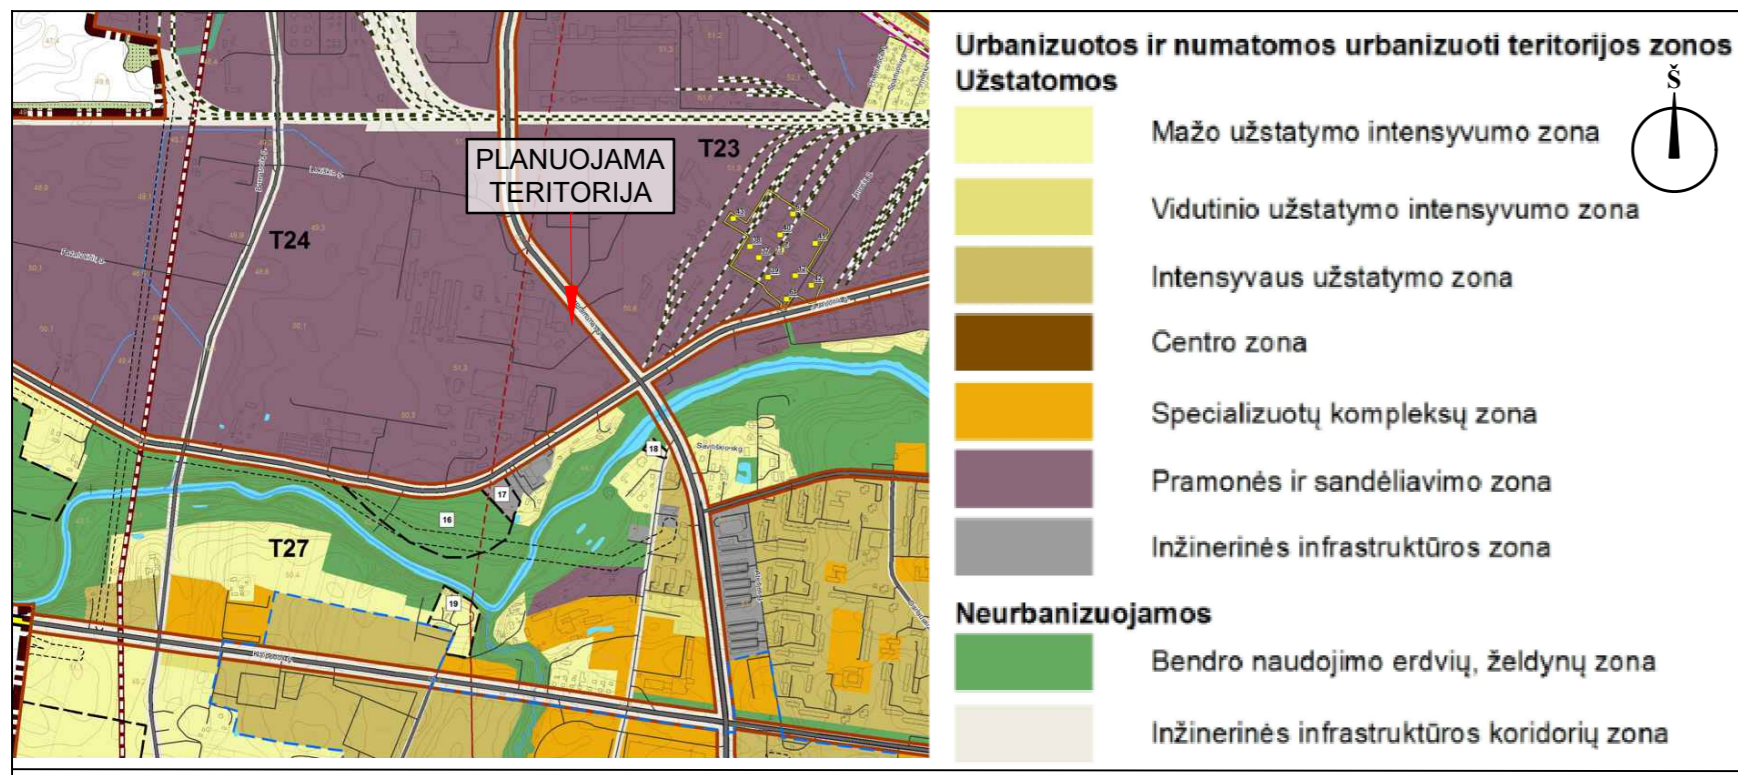 PLANUOJAMA
TERITORIJA
T23
T24
T27
16
17
18
19
Urbanizuotos ir numatomos urbanizuoti teritorijos zonos
Užstatomos
Š
Mažo užstatymo intensyvumo zona
Vidutinio užstatymo intensyvumo zona
Intensyvaus užstatymo zona
Centro zona
Specializuotų kompleksų zona
Pramonės ir sandėliavimo zona
Inžinerinės infrastruktūros zona
Neurbanizuojamos
Bendro naudojimo erdvių, želdynų zona
Inžinerinės infrastruktūros koridorių zona